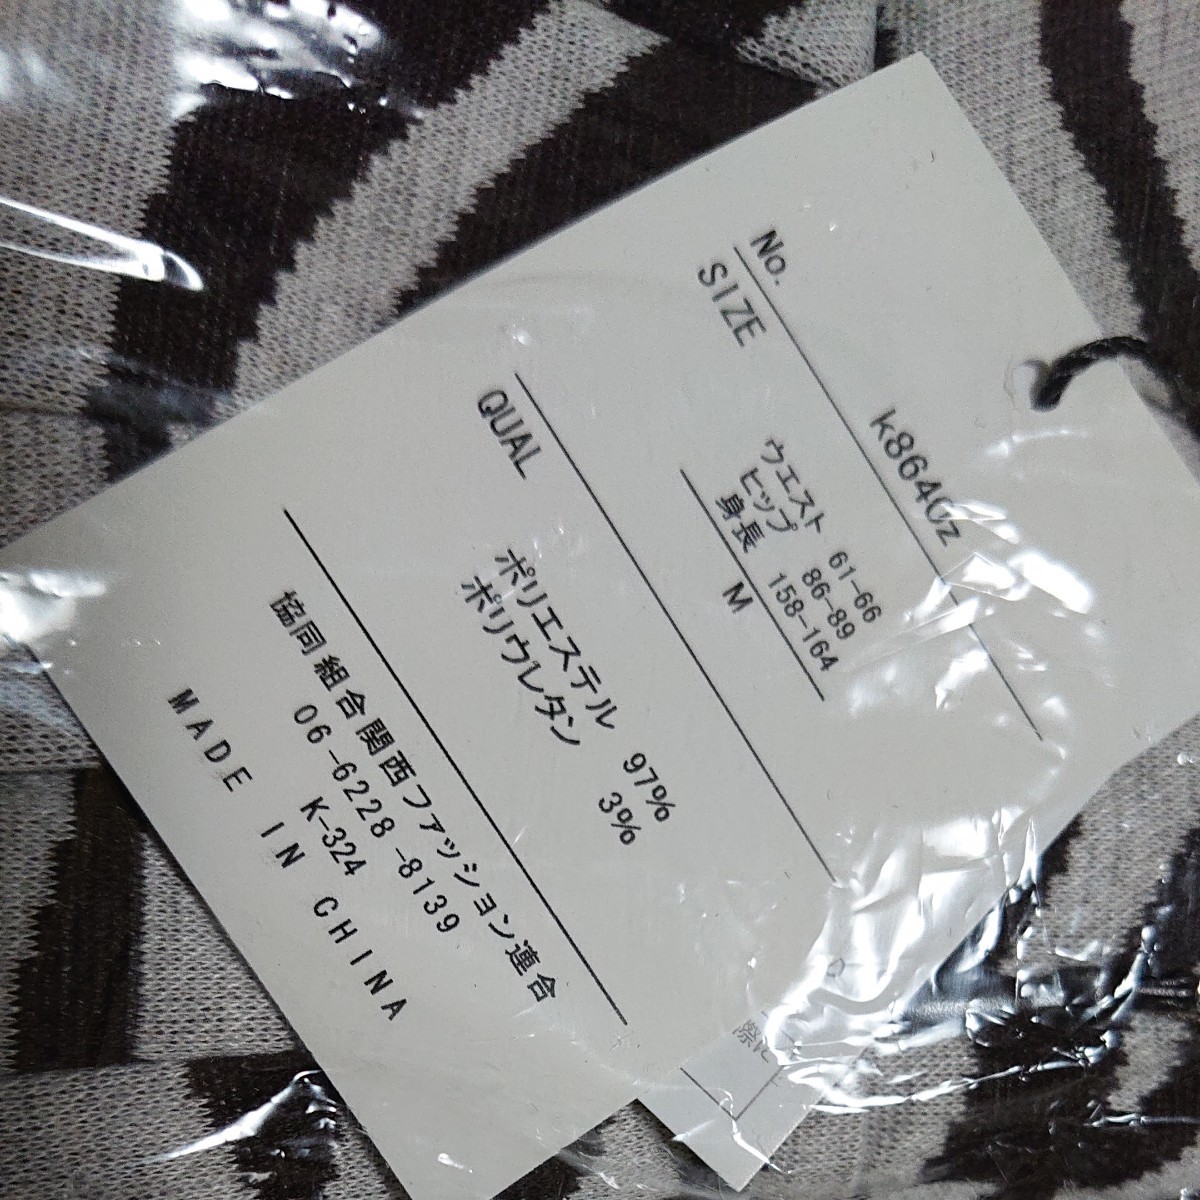 No. k8640z
SIZE
ウエスト 61-66
ヒップ 86-89
身長 158-164
M
QUAL
ポリエステル 97%
ポリウレタン 3%
協同組合関西ファッション連合
06-6228-8139
K-324
MADE IN CHINA
際に